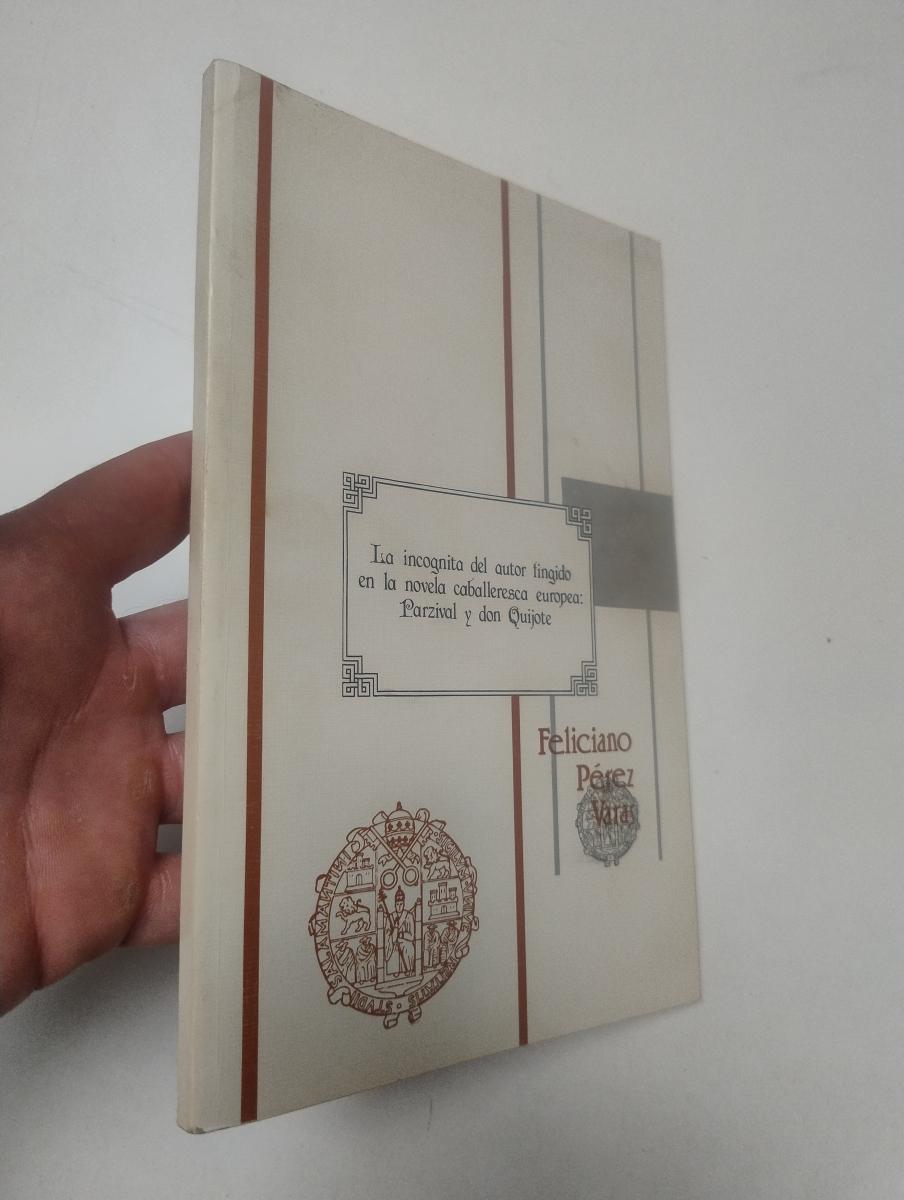 La incognita del autor fingido
en la novela caballeresca europea:
Parzival y don Quijote
Feliciano
Pérez
Varas